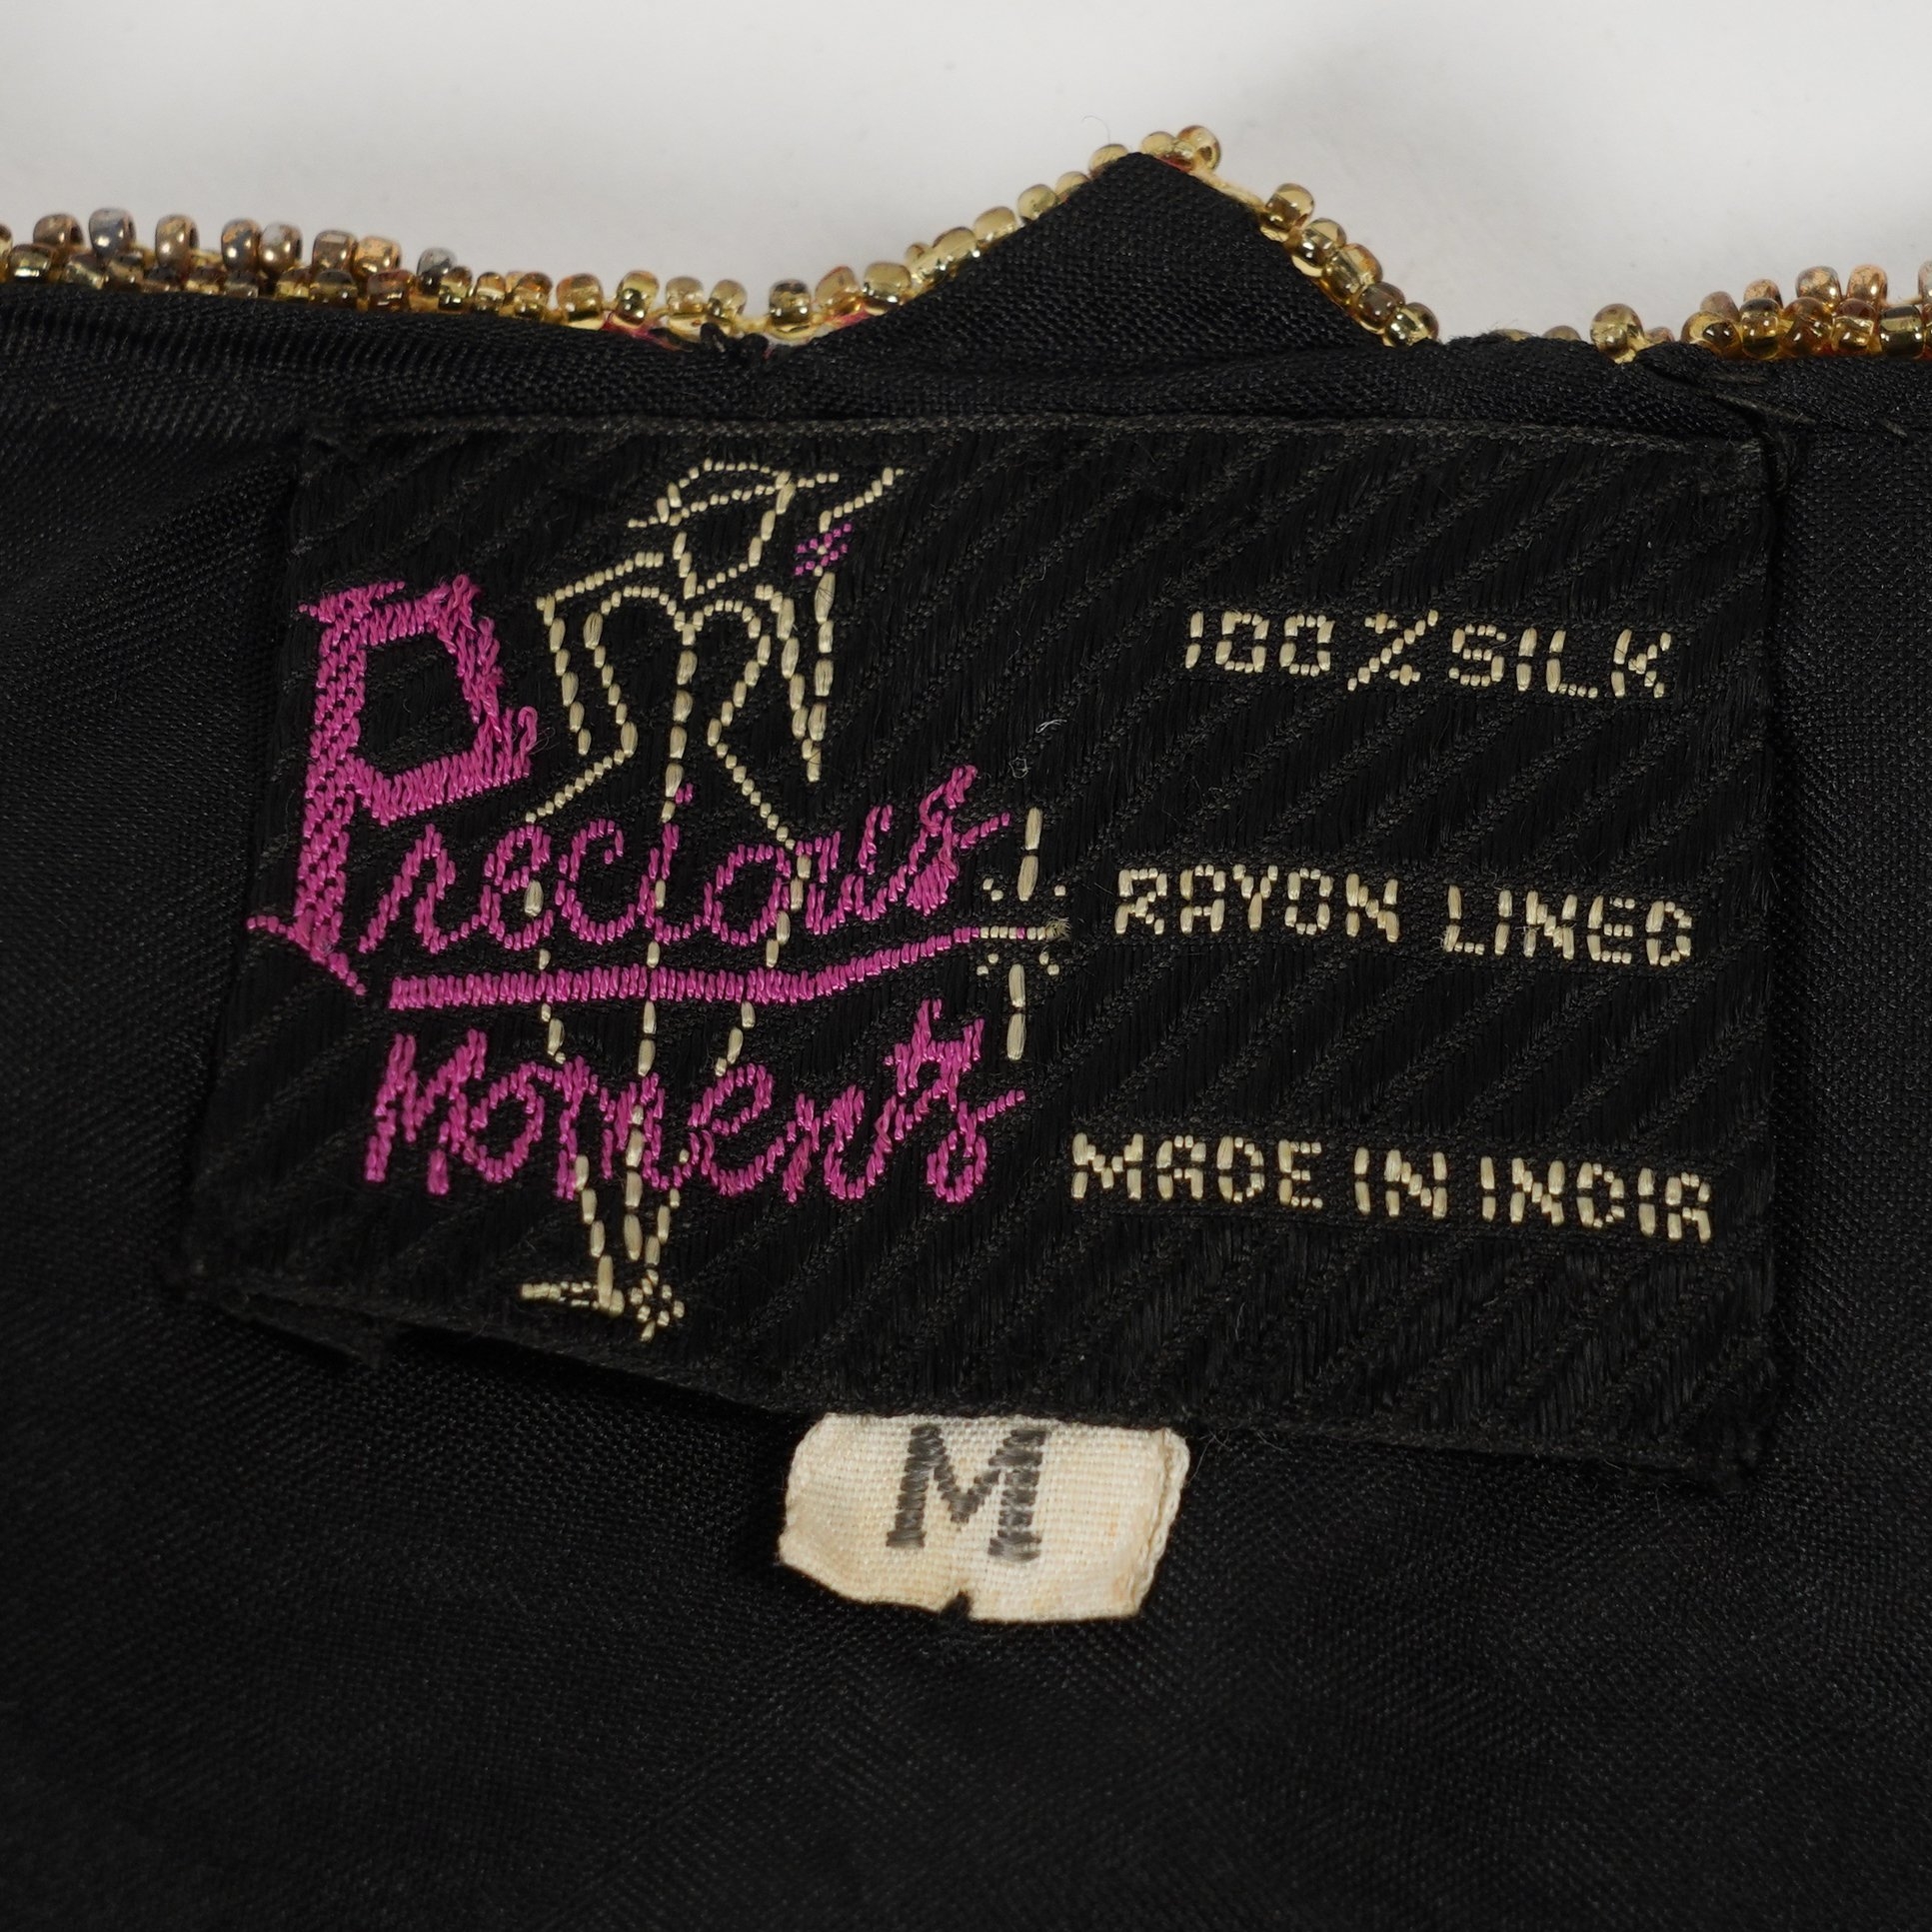 Precious
moments
100% SILK
RAYON LINED
MADE IN INDIA
M